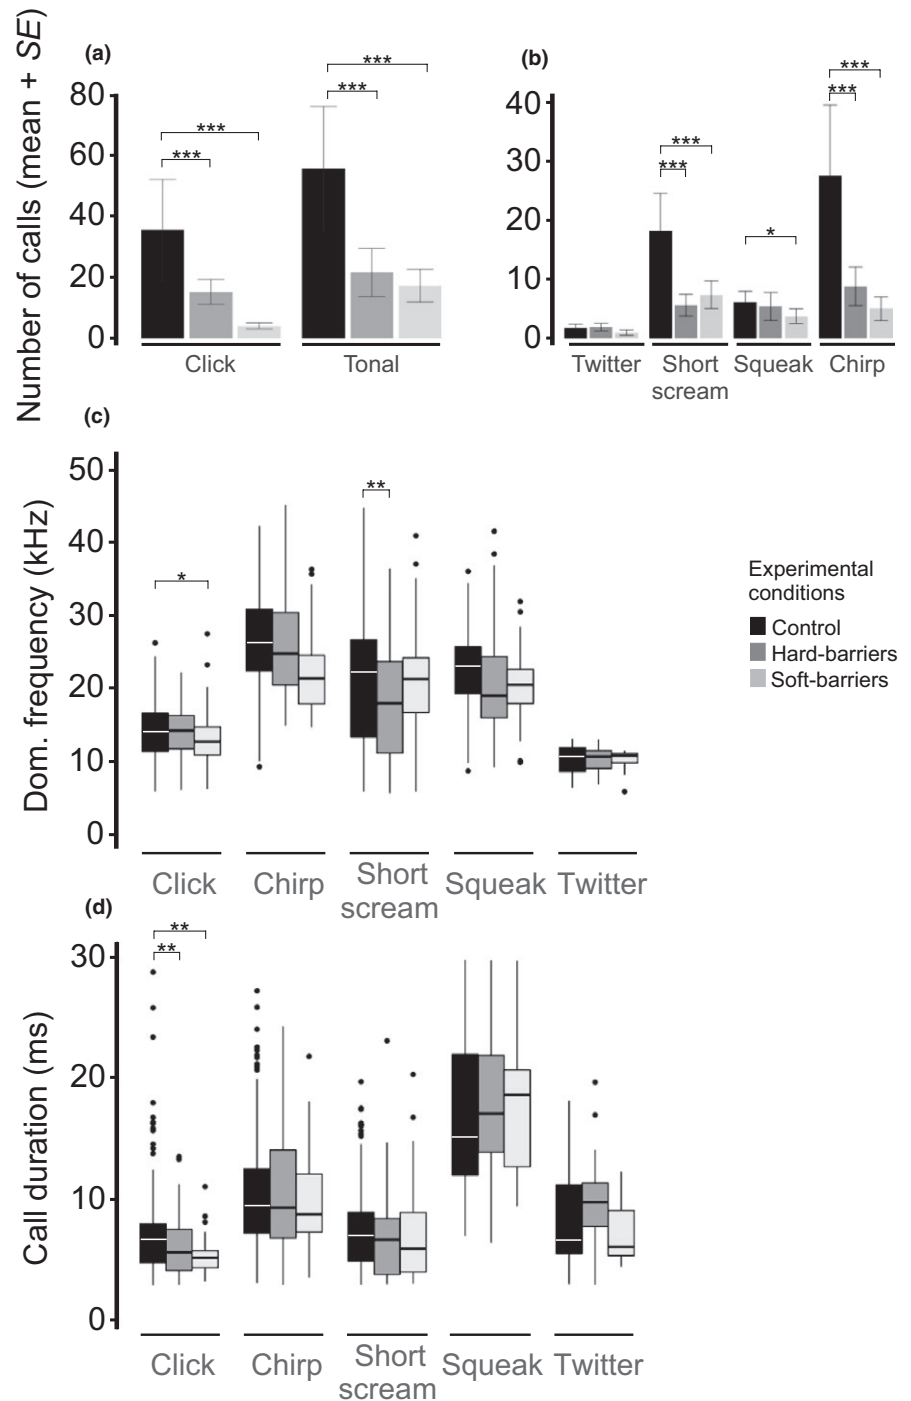 Number of calls (mean + SE)
(a)
80
60
40
20
0
***
***
***
***
Click
Tonal
(b)
40
30
20
10
0
***
***
*
***
***
Twitter
Short
scream
Squeak
Chirp
(c)
Dom. frequency (kHz)
50
40
30
20
10
0
*
**
Click
Chirp
Short
scream
Squeak
Twitter
Experimental
conditions
Control
Hard-barriers
Soft-barriers
(d)
Call duration (ms)
30
20
10
0
**
**
Click
Chirp
Short
scream
Squeak
Twitter